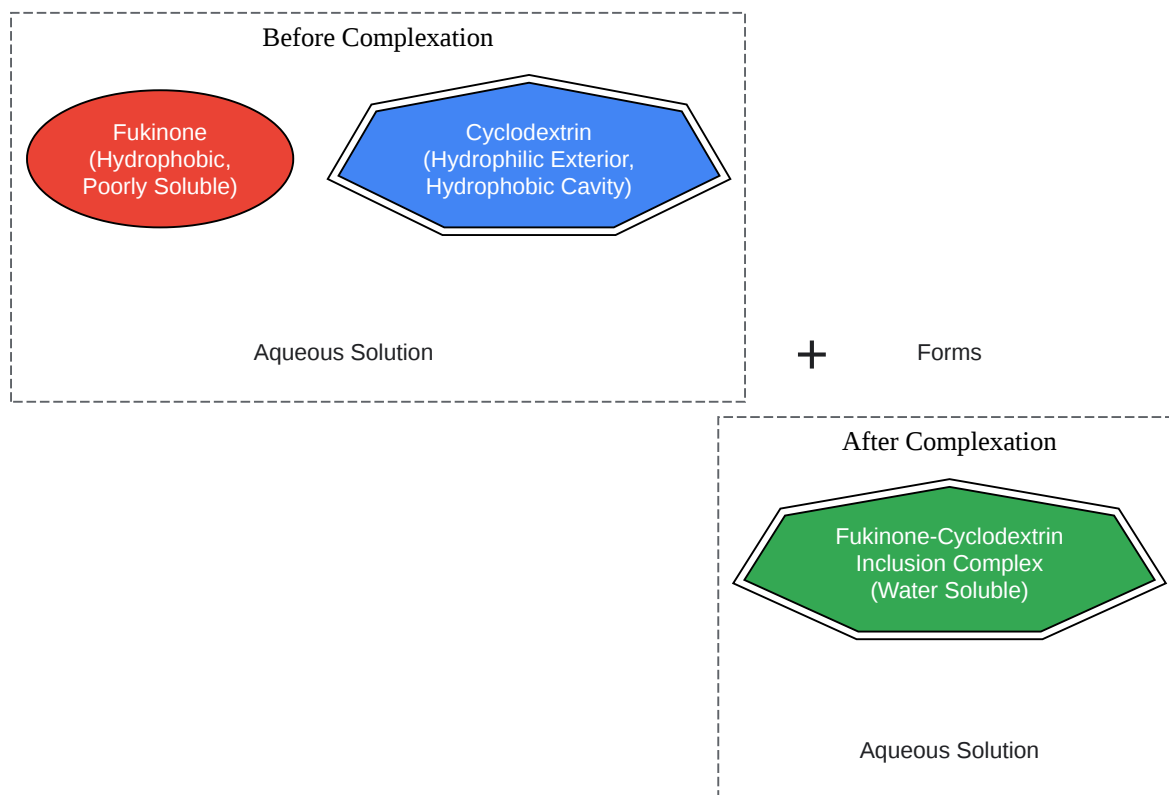 Before Complexation
Fukinone
(Hydrophobic,
Poorly Soluble)
Cyclodextrin
(Hydrophilic Exterior,
Hydrophobic Cavity)
Aqueous Solution
+
Forms
After Complexation
Fukinone-Cyclodextrin
Inclusion Complex
(Water Soluble)
Aqueous Solution